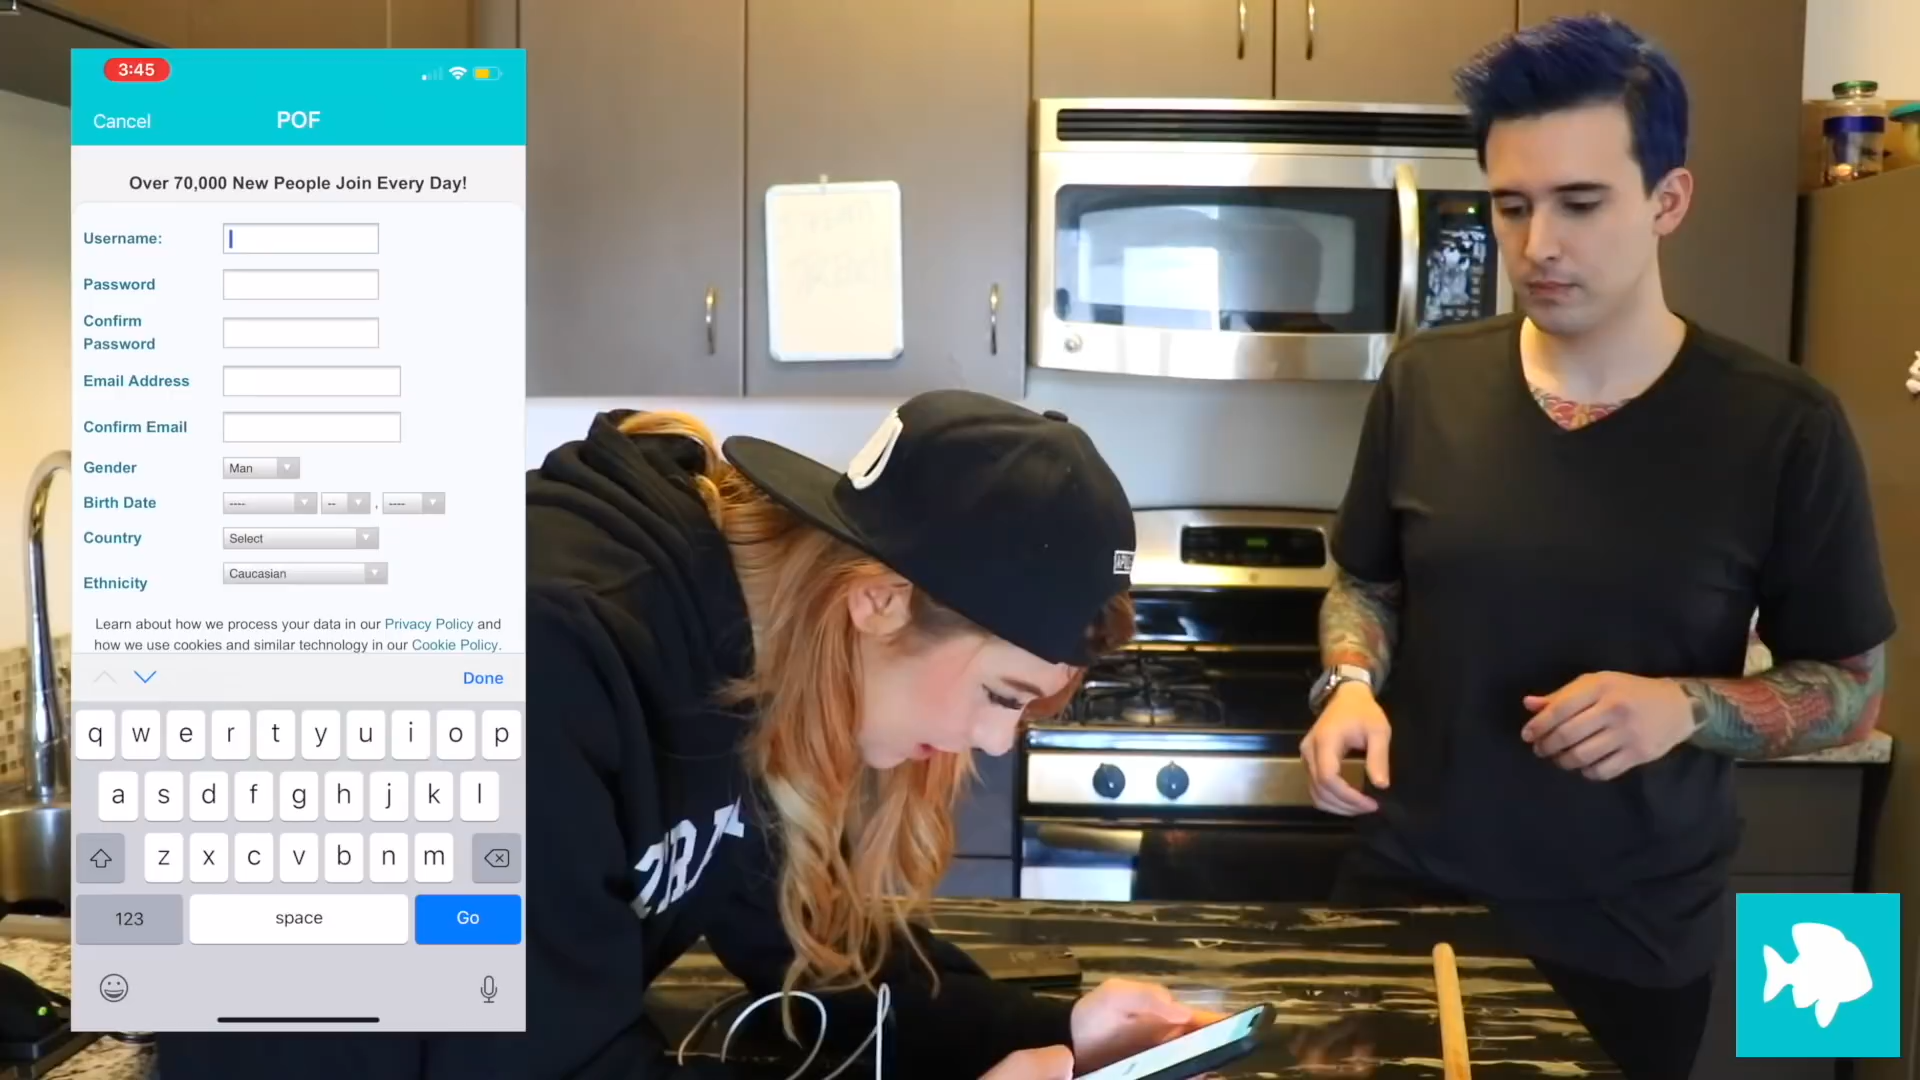 3:45
Cancel
POF
Over 70,000 New People Join Every Day!
Username:
Password
Confirm
Password
Email Address
Confirm Email
Gender
Man
Birth Date
----
--
,
----
Country
Select
Ethnicity
Caucasian
Learn about how we process your data in our Privacy Policy and
how we use cookies and similar technology in our Cookie Policy.
Done
q w e r t y u i o p
a s d f g h j k l
z x c v b n m
123
space
Go